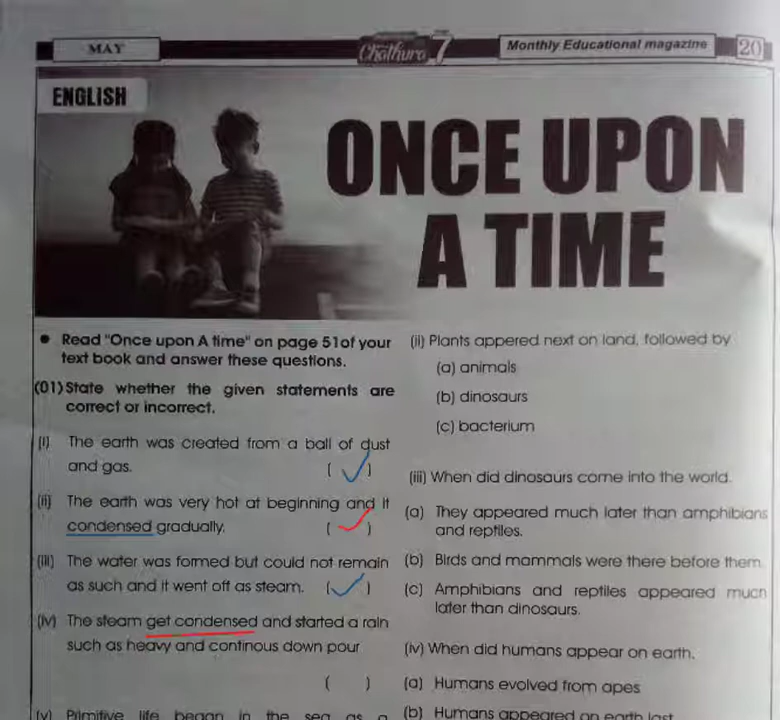 MAY
Chathura 7
Monthly Educational magazine
20
ENGLISH
ONCE UPON
A TIME
• Read "Once upon A time" on page 51of your
text book and answer these questions.
(01) State whether the given statements are
correct or incorrect.
(i) The earth was created from a ball of dust
and gas. ( ✓ )
(ii) The earth was very hot at beginning and it
condensed gradually. ( ✓ )
(iii) The water was formed but could not remain
as such and it went off as steam. ( ✓ )
(iv) The steam get condensed and started a rain
such as heavy and continous down pour
( )
(v) Primitive life began in the sea as a
(ii) Plants appered next on land, followed by
(a) animals
(b) dinosaurs
(c) bacterium
(iii) When did dinosaurs come into the world.
(a) They appeared much later than amphibians
and reptiles.
(b) Birds and mammals were there before them.
(c) Amphibians and reptiles appeared much
later than dinosaurs.
(iv) When did humans appear on earth.
(a) Humans evolved from apes
(b) Humans appeared on earth last